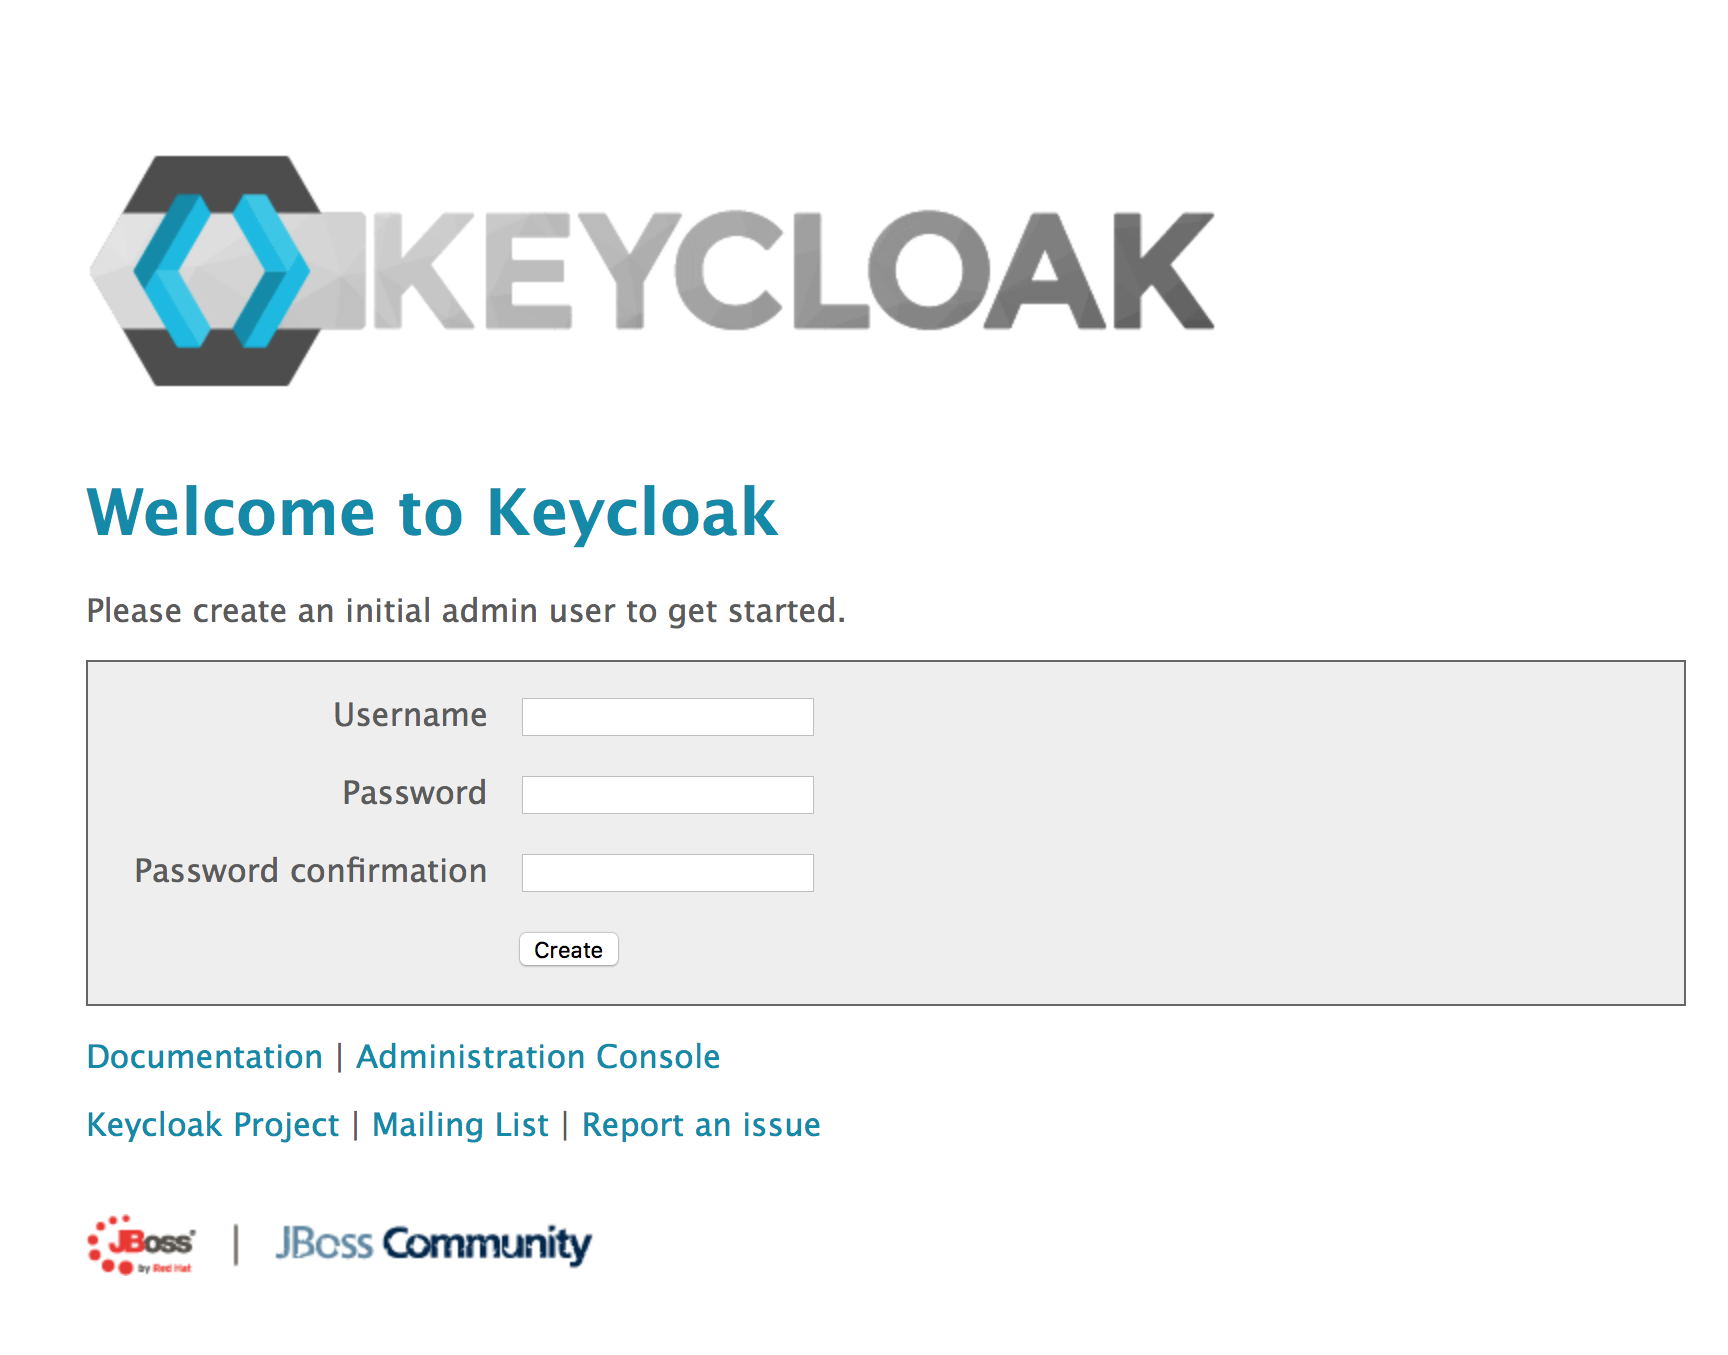 KEYCLOAK
Welcome to Keycloak
Please create an initial admin user to get started.
Username
Password
Password confirmation
Create
Documentation | Administration Console
Keycloak Project | Mailing List | Report an issue
JBoss by Red Hat | JBoss Community